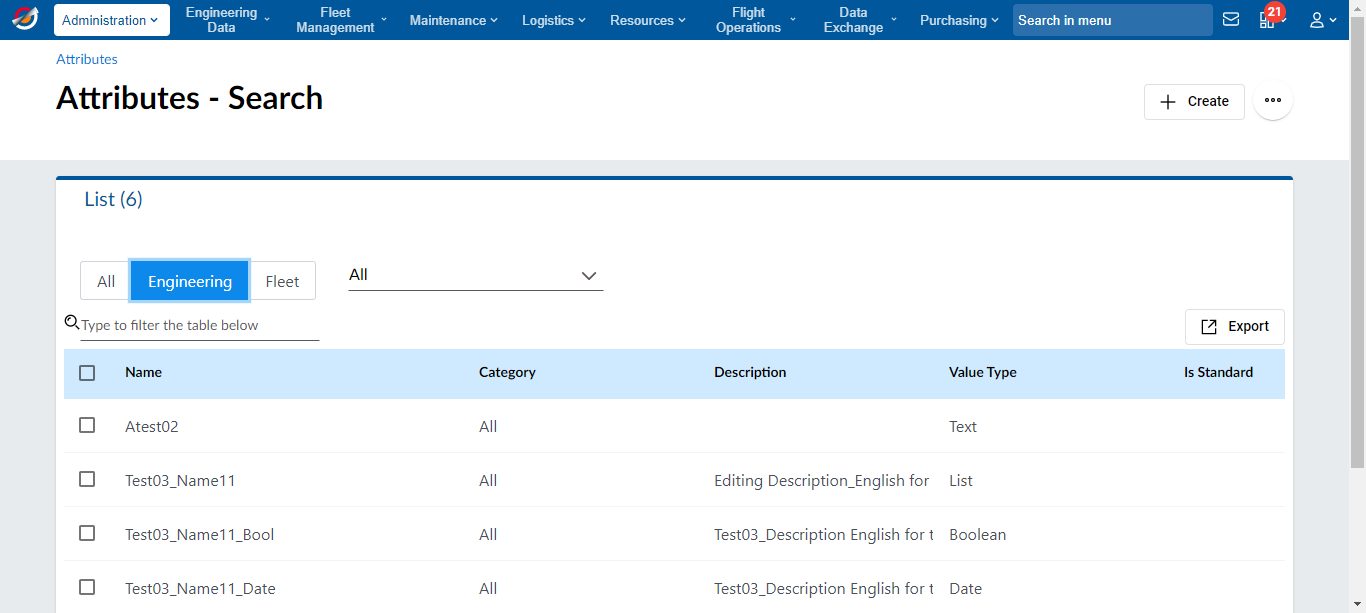 Administration
Engineering Data
Fleet Management
Maintenance
Logistics
Resources
Flight Operations
Data Exchange
Purchasing
Search in menu
21
Attributes
Attributes - Search
Create
List (6)
All
Engineering
Fleet
All
Type to filter the table below
Export
Name Category Description Value Type Is Standard
Atest02 All Text
Test03_Name11 All Editing Description_English for List
Test03_Name11_Bool All Test03_Description English for t Boolean
Test03_Name11_Date All Test03_Description English for t Date